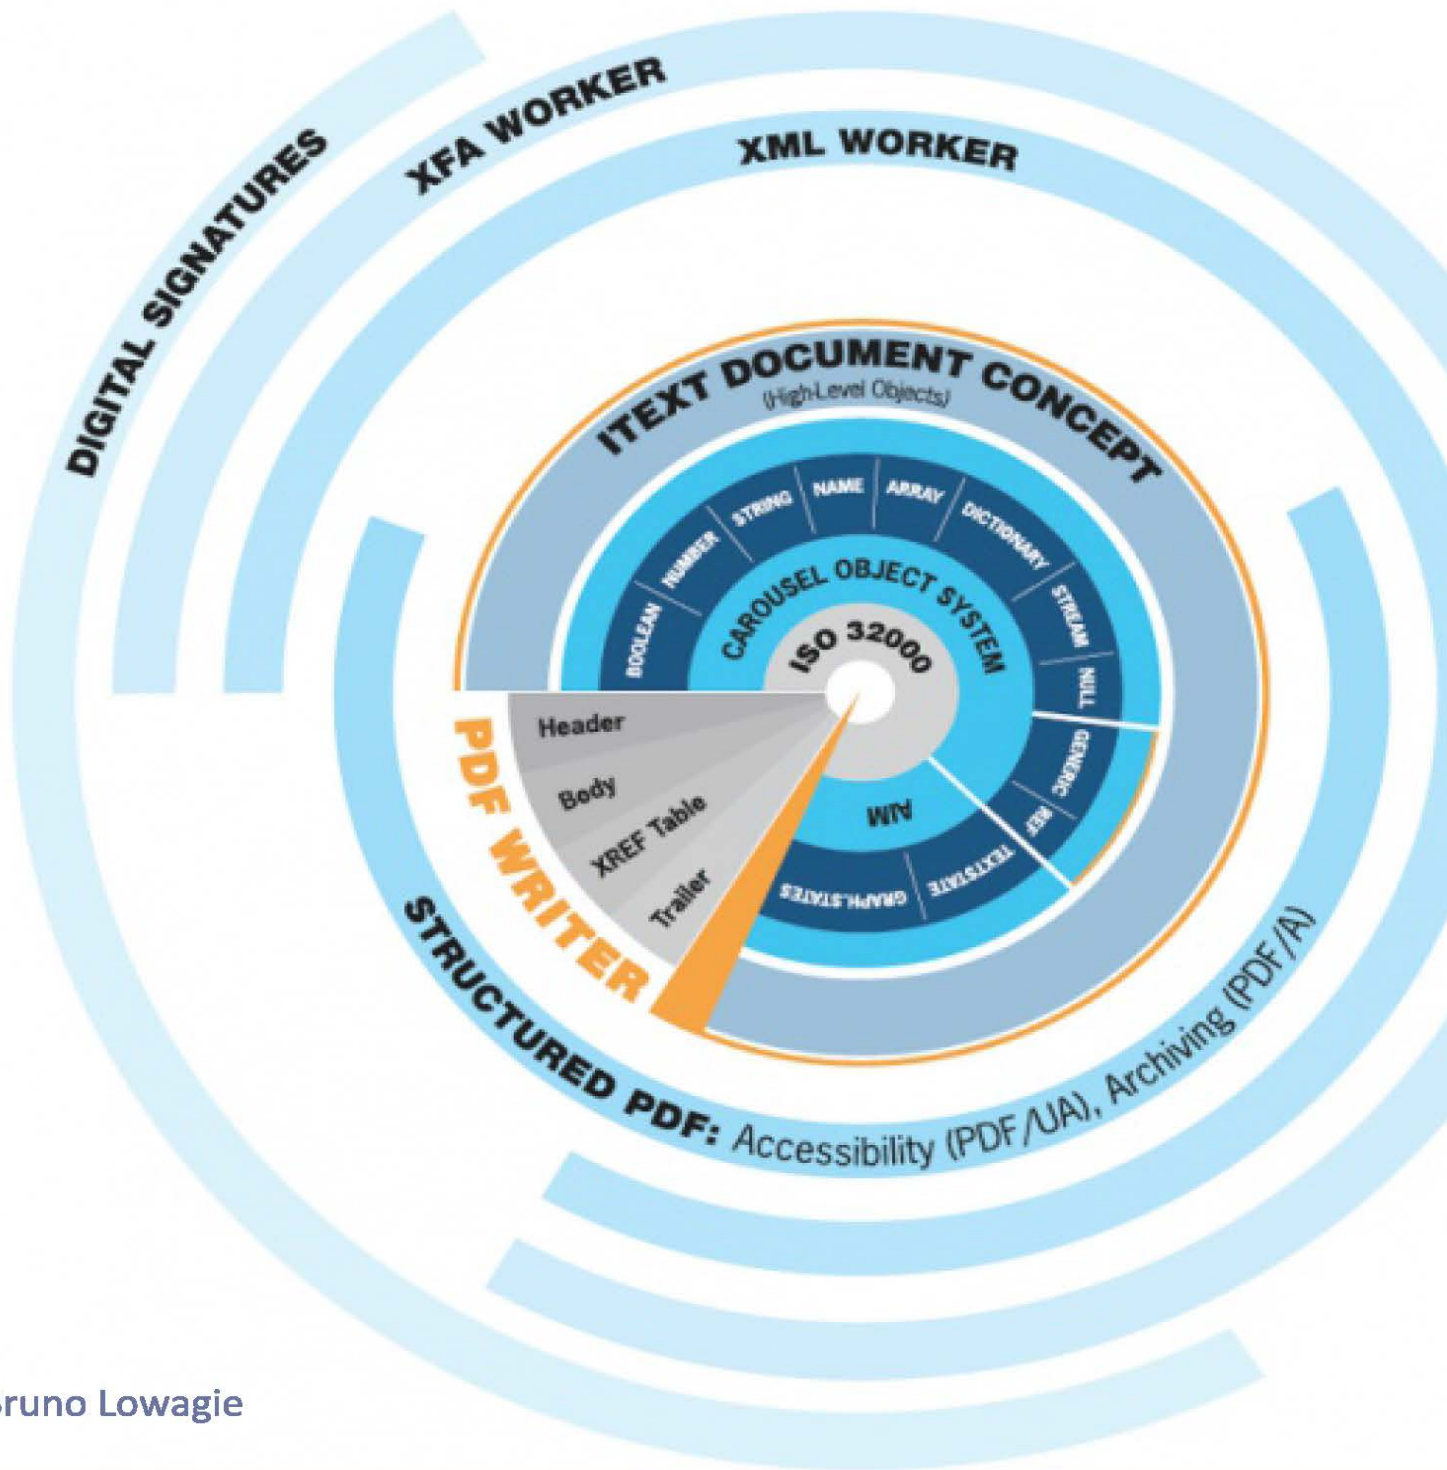 DIGITAL SIGNATURES
XFA WORKER
XML WORKER
ITEXT DOCUMENT CONCEPT
(High-Level Objects)
BOOLEAN
NUMBER
STRING
NAME
ARRAY
DICTIONARY
STREAM
NULL
GENERIC
REF
TEXTSTATE
GRAPH.STATES
CAROUSEL OBJECT SYSTEM
AIM
ISO 32000
Header
Body
XREF Table
Trailer
PDF WRITER
STRUCTURED PDF: Accessibility (PDF/UA), Archiving (PDF/A)
Lowagie